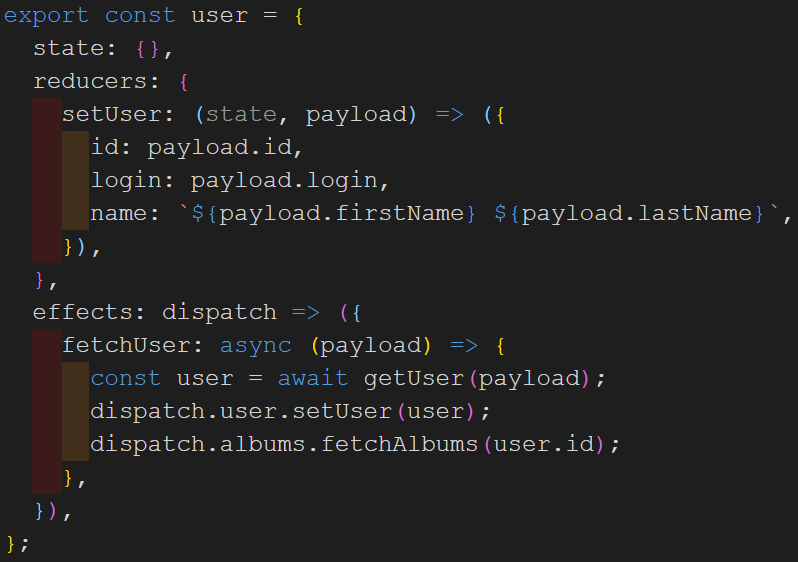 export const user = {
  state: {},
  reducers: {
    setUser: (state, payload) => ({
      id: payload.id,
      login: payload.login,
      name: `${payload.firstName} ${payload.lastName}`,
    }),
  },
  effects: dispatch => ({
    fetchUser: async (payload) => {
      const user = await getUser(payload);
      dispatch.user.setUser(user);
      dispatch.albums.fetchAlbums(user.id);
    },
  }),
};